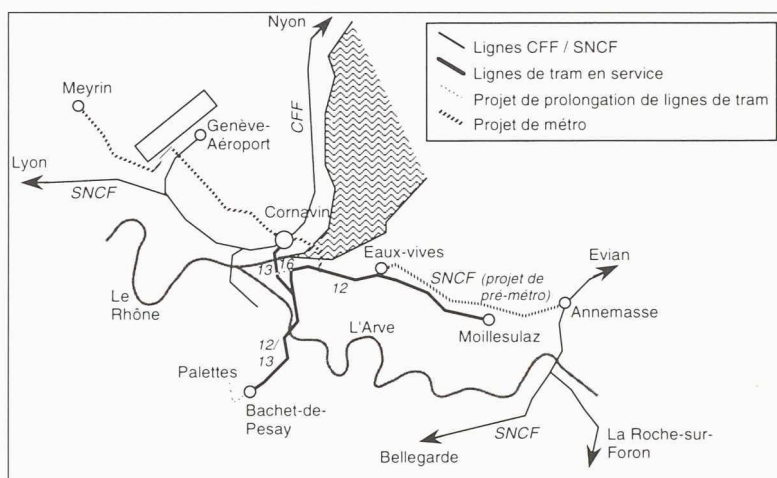 Nyon
Lignes CFF / SNCF
Lignes de tram en service
Projet de prolongation de lignes de tram
Projet de métro
Meyrin
Genève-
Aéroport
CFF
Lyon
SNCF
Cornavin
13
16
Eaux-vives
Evian
12
SNCF (projet de
pré-métro)
Le
Rhône
Annemasse
L'Arve
Moillesulaz
12/
13
Palettes
Bachet-de-
Pesay
SNCF
Bellegarde
La Roche-sur-
Foron